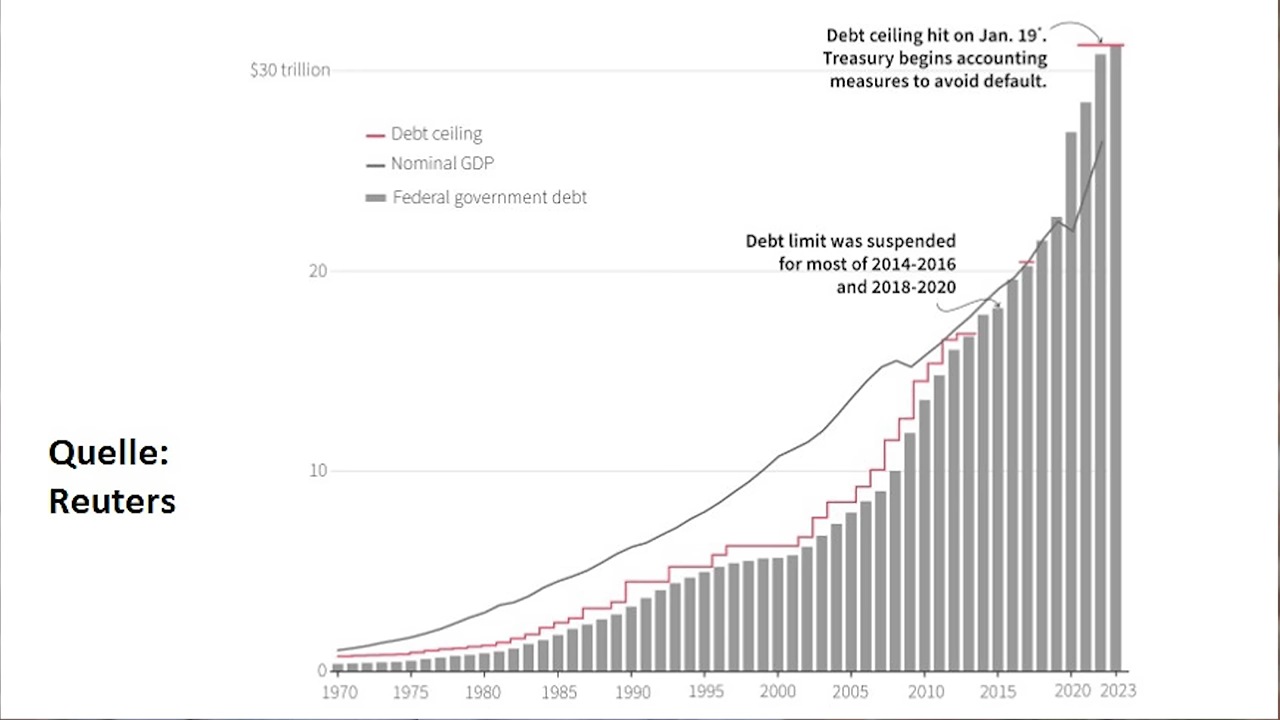 Debt ceiling hit on Jan. 19*.
Treasury begins accounting
measures to avoid default.
$30 trillion
Debt ceiling
Nominal GDP
Federal government debt
Debt limit was suspended
for most of 2014-2016
and 2018-2020
20
10
Quelle:
Reuters
0
1970 1975 1980 1985 1990 1995 2000 2005 2010 2015 2020 2023